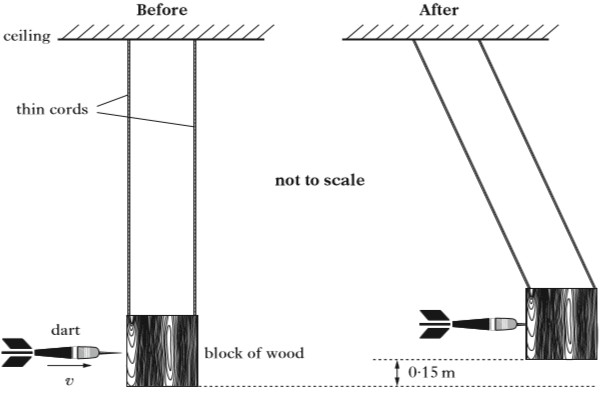 Before
After
ceiling
thin cords
not to scale
dart
block of wood
v
0·15 m